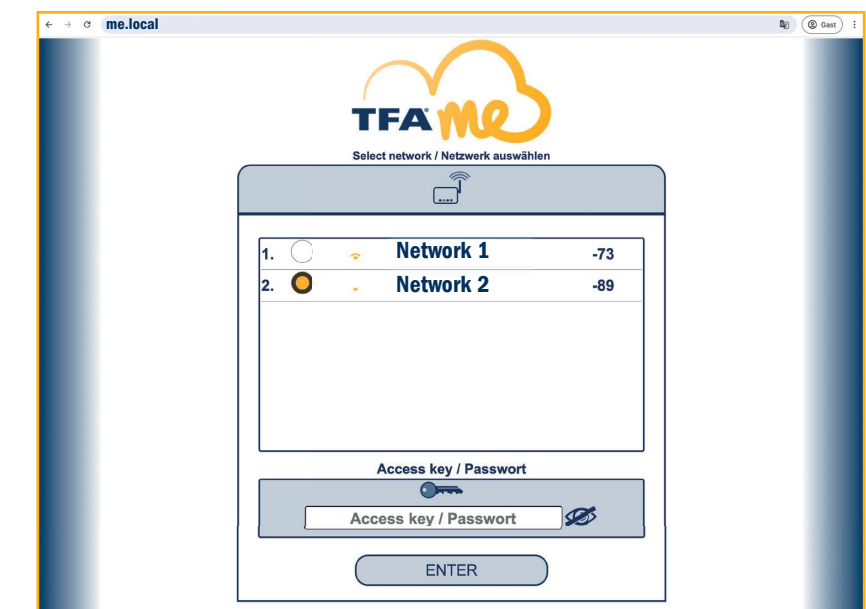 me.local
Gast
TFA® me
Select network / Netzwerk auswählen
1. Network 1 -73
2. Network 2 -89
Access key / Passwort
Access key / Passwort
ENTER